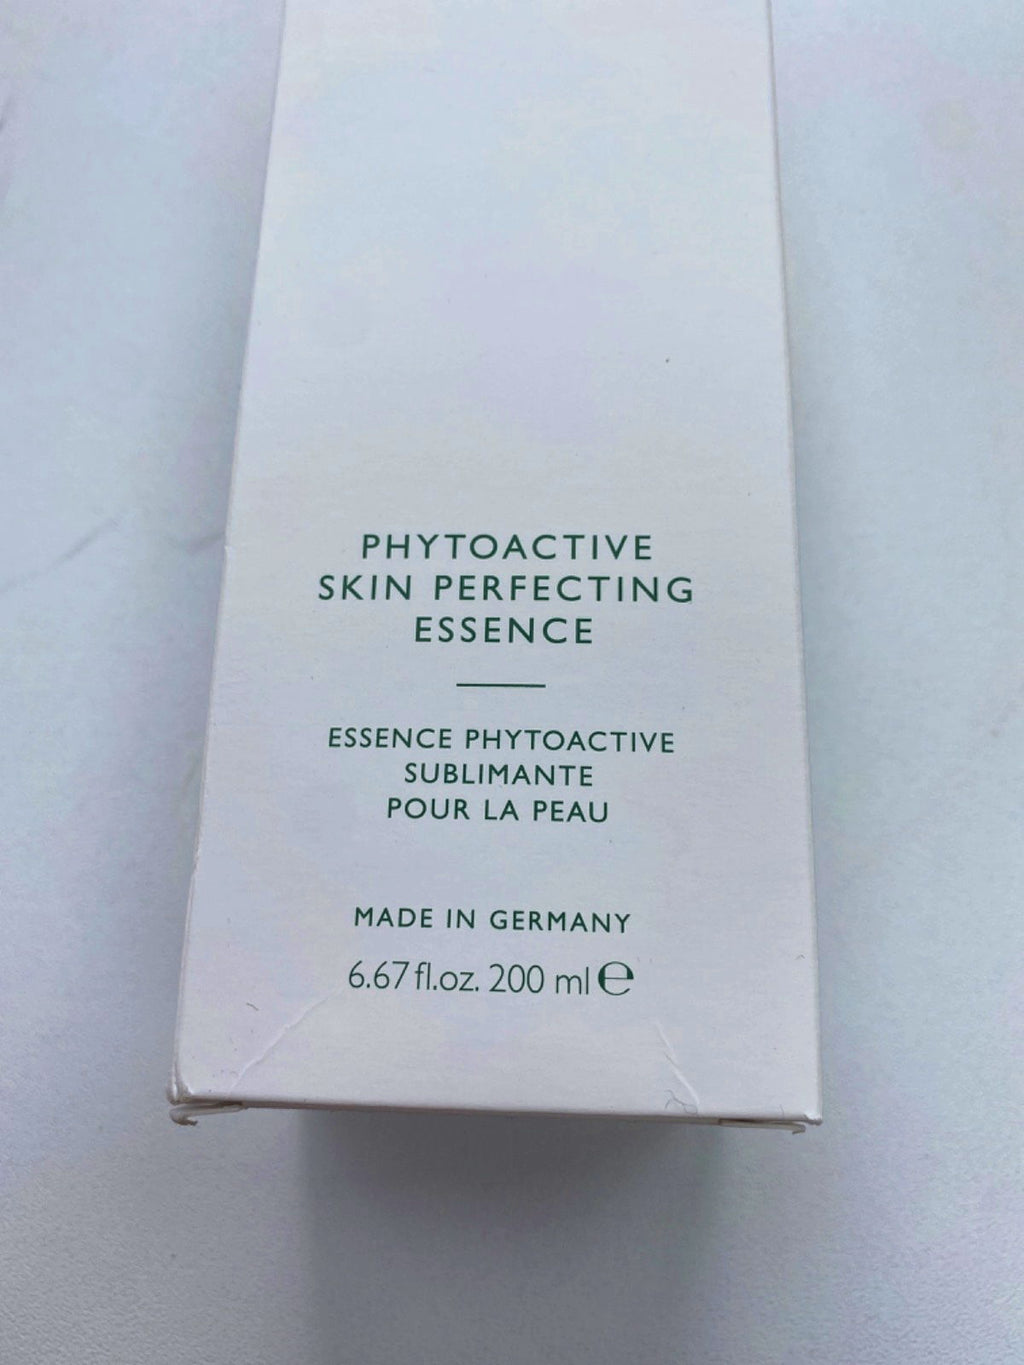 PHYTOACTIVE
SKIN PERFECTING
ESSENCE
ESSENCE PHYTOACTIVE
SUBLIMANTE
POUR LA PEAU
MADE IN GERMANY
6.67 fl.oz. 200 ml ℮